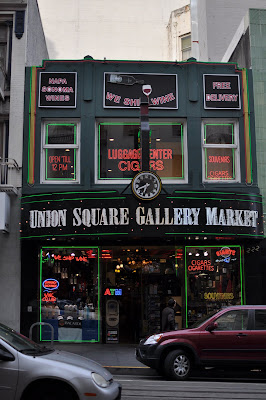 NAPA
SONOMA
WINES
WE SHIP WINE
FREE
DELIVERY
OPEN TILL
12 PM
LUGGAGE CENTER
CIGARS
SOUVENIRS
CIGARS
UNION SQUARE GALLERY MARKET
ATM
CIGARS
CIGARETTES
SOUVENIRS